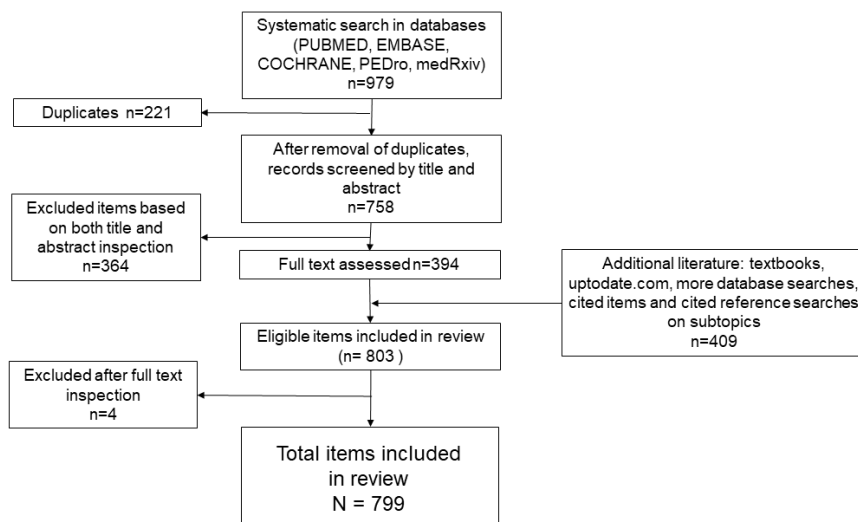 Systematic search in databases
(PUBMED, EMBASE,
COCHRANE, PEDro, medRxiv)
n=979
Duplicates n=221
After removal of duplicates,
records screened by title and
abstract
n=758
Excluded items based
on both title and
abstract inspection
n=364
Full text assessed n=394
Additional literature: textbooks,
uptodate.com, more database searches,
cited items and cited reference searches
on subtopics
n=409
Eligible items included in review
(n= 803 )
Excluded after full text
inspection
n=4
Total items included
in review
N = 799